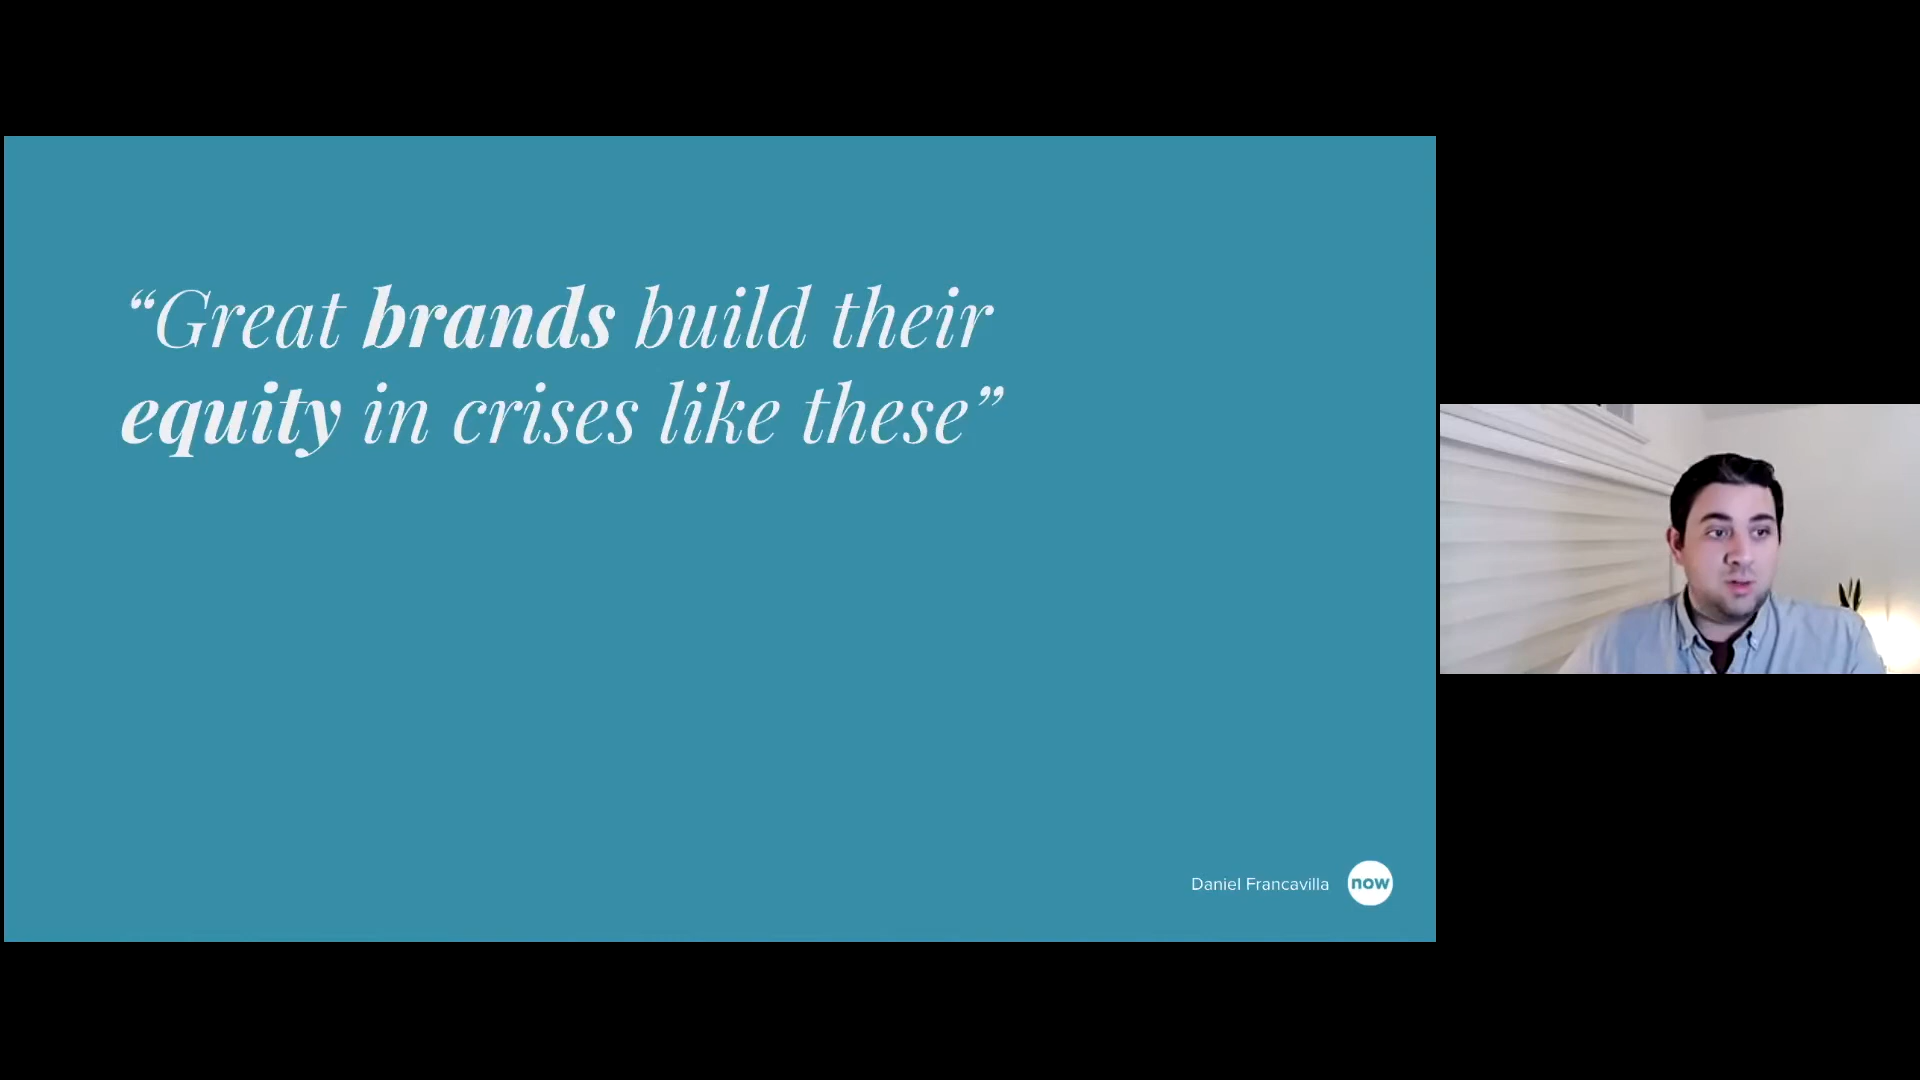 “Great brands build their
equity in crises like these”
Daniel Francavilla
now